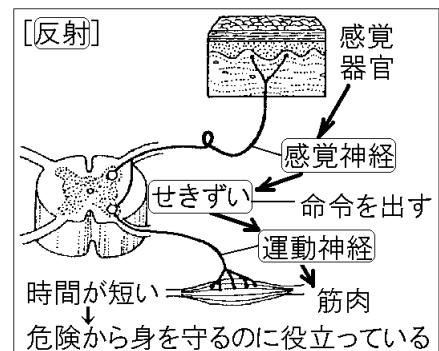 [反射]
感覚
器官
感覚神経
せきずい
命令を出す
運動神経
筋肉
時間が短い
↓
危険から身を守るのに役立っている